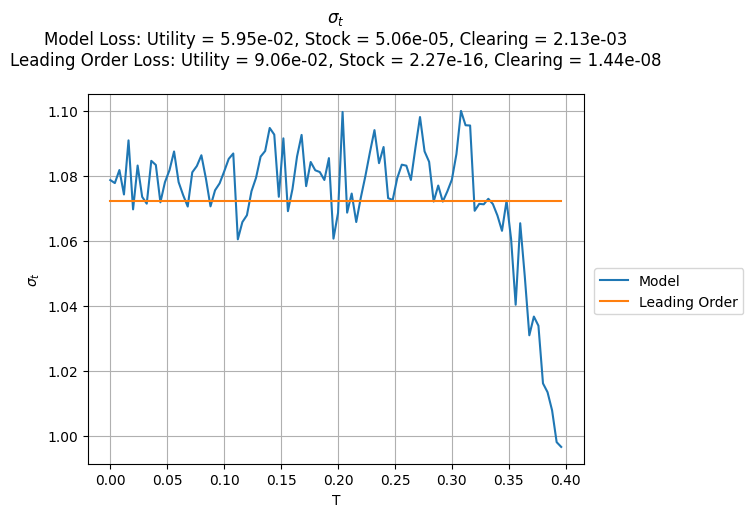 σ_t
Model Loss: Utility = 5.95e-02, Stock = 5.06e-05, Clearing = 2.13e-03
Leading Order Loss: Utility = 9.06e-02, Stock = 2.27e-16, Clearing = 1.44e-08
1.10
1.08
1.06
1.04
1.02
1.00
σ_t
0.00 0.05 0.10 0.15 0.20 0.25 0.30 0.35 0.40
T
Model
Leading Order